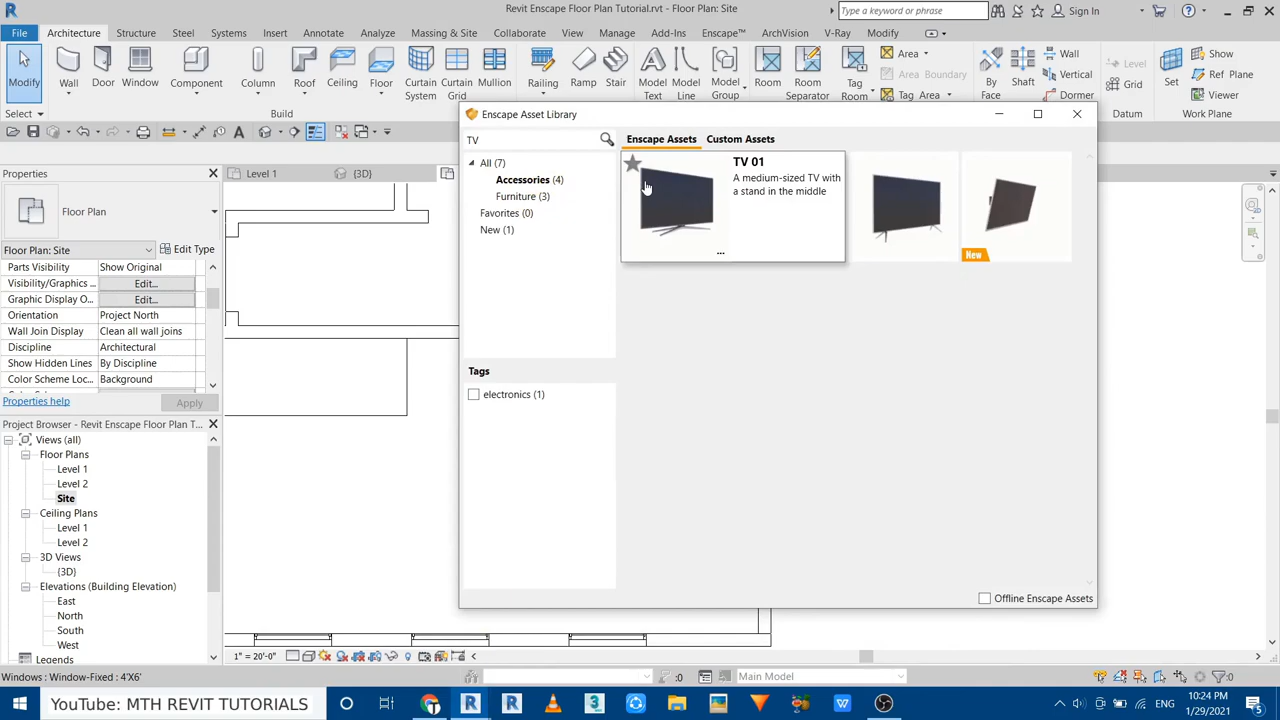 Revit Enscape Floor Plan Tutorial.rvt - Floor Plan: Site
Type a keyword or phrase
Sign In
File Architecture Structure Steel Systems Insert Annotate Analyze Massing & Site Collaborate View Manage Add-Ins Enscape™ ArchVision V-Ray Modify
Modify
Wall
Door
Window
Component
Column
Roof
Ceiling
Floor
Curtain
System
Curtain
Grid
Mullion
Railing
Ramp
Stair
Model
Text
Model
Line
Model
Group
Room
Room
Separator
Tag
Room
Area
Area Boundary
Tag Area
By
Face
Shaft
Wall
Vertical
Dormer
Level
Grid
Set
Show
Ref Plane
Viewer
Select
Build
Datum
Work Plane
Enscape Asset Library
TV
Enscape Assets
Custom Assets
All (7)
Accessories (4)
Furniture (3)
Favorites (0)
New (1)
TV 01
A medium-sized TV with
a stand in the middle
...
New
Tags
electronics (1)
Offline Enscape Assets
Level 1
{3D}
Properties
Floor Plan
Floor Plan: Site
Edit Type
Parts Visibility Show Original
Visibility/Graphics ... Edit...
Graphic Display O... Edit...
Orientation Project North
Wall Join Display Clean all wall joins
Discipline Architectural
Show Hidden Lines By Discipline
Color Scheme Loc... Background
Properties help
Apply
Project Browser - Revit Enscape Floor Plan T...
Views (all)
Floor Plans
Level 1
Level 2
Site
Ceiling Plans
Level 1
Level 2
3D Views
{3D}
Elevations (Building Elevation)
East
North
South
West
Legends
1" = 20'-0"
Windows : Window-Fixed : 4'X6'
:0
Main Model
:0
YouTube: MTH REVIT TUTORIALS
ENG
10:24 PM
1/29/2021